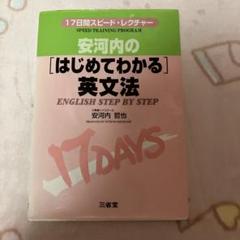 17日間スピード・レクチャー
SPEED TRAINING PROGRAM
安河内の
[はじめてわかる]
英文法
ENGLISH STEP BY STEP
安河内 哲也
17 DAYS
三省堂